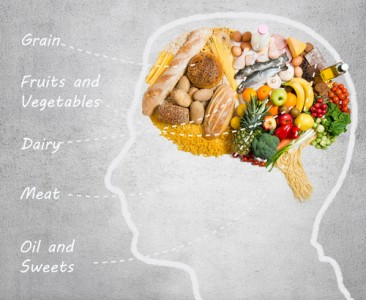 Grain
Fruits and
Vegetables
Dairy
Meat
Oil and
Sweets